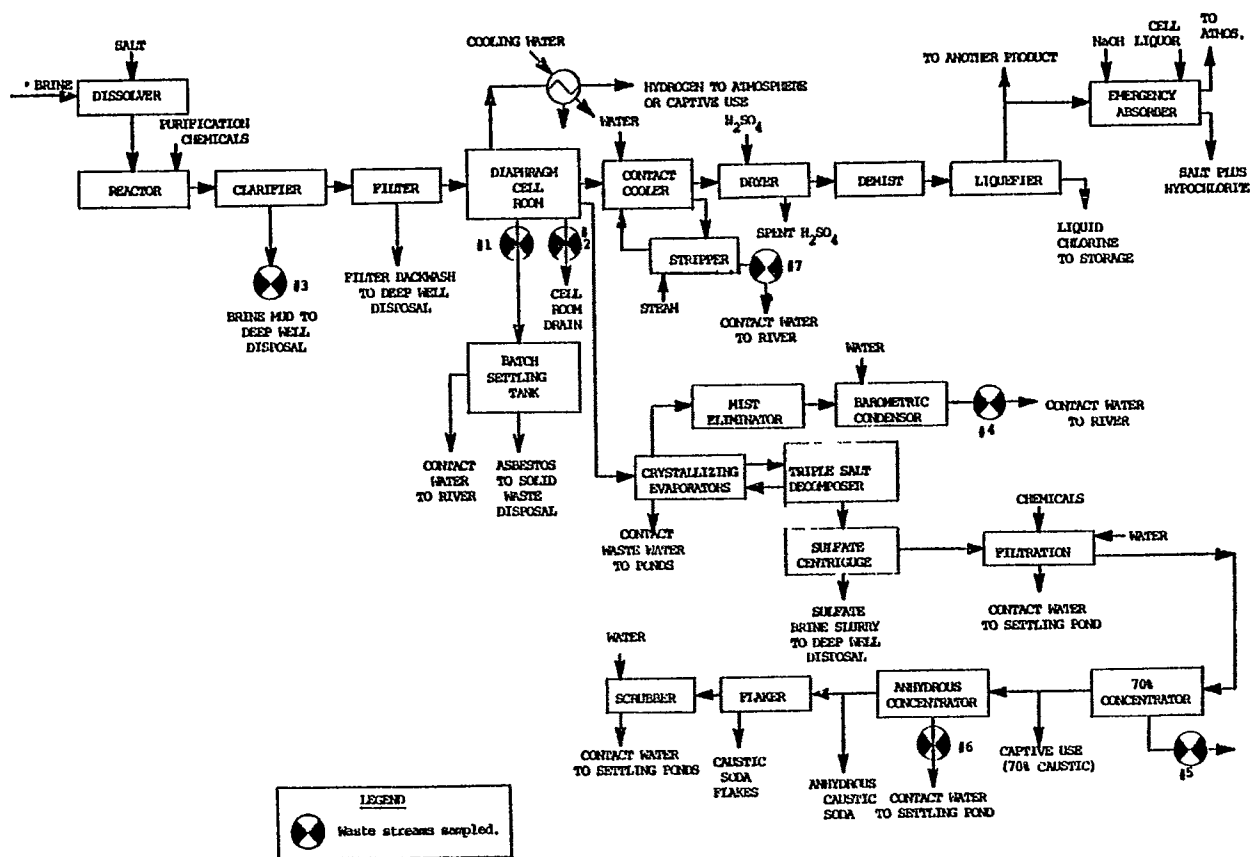 SALT
BRINE
DISSOLVER
PURIFICATION
CHEMICALS
REACTOR
CLARIFIER
FILTER
#3
BRINE MUD TO
DEEP WELL
DISPOSAL
FILTER BACKWASH
TO DEEP WELL
DISPOSAL
COOLING WATER
HYDROGEN TO ATMOSPHERE
OR CAPTIVE USE
DIAPHRAGM
CELL
ROOM
#1
#
2
CELL
ROOM
DRAIN
BATCH
SETTLING
TANK
CONTACT
WATER
TO RIVER
ASBESTOS
TO SOLID
WASTE
DISPOSAL
WATER
CONTACT
COOLER
STRIPPER
STEAM
#7
CONTACT WATER
TO RIVER
H2SO4
DRYER
SPENT H2SO4
DEMIST
LIQUEFIER
TO ANOTHER PRODUCT
LIQUID
CHLORINE
TO STORAGE
NaOH
CELL
LIQUOR
TO
ATMOS.
EMERGENCY
ABSORDER
SALT PLUS
HYPOCHLORITE
WATER
MIST
ELIMINATOR
BAROMETRIC
CONDENSOR
#4
CONTACT WATER
TO RIVER
CRYSTALLIZING
EVAPORATORS
TRIPLE SALT
DECOMPOSER
CONTACT
WASTE WATER
TO PONDS
SULFATE
CENTRIGUGE
SULFATE
BRINE SLURRY
TO DEEP WELL
DISPOSAL
CHEMICALS
WATER
FILTRATION
CONTACT WATER
TO SETTLING POND
WATER
SCRUBBER
FLAKER
ANHYDROUS
CONCENTRATOR
70%
CONCENTRATOR
CONTACT WATER
TO SETTLING PONDS
CAUSTIC
SODA
FLAKES
ANHYDROUS
CAUSTIC
SODA
#6
CONTACT WATER
TO SETTLING POND
CAPTIVE USE
(70% CAUSTIC)
#5
LEGEND
Waste streams sampled.